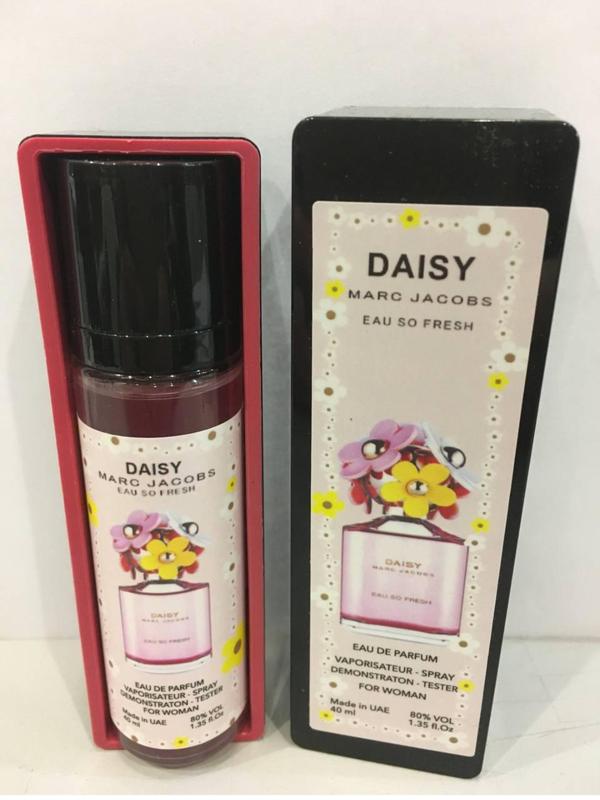 DAISY
MARC JACOBS
EAU SO FRESH
DAISY
MARC JACOBS
EAU SO FRESH
EAU DE PARFUM
VAPORISATEUR - SPRAY
DEMONSTRATON - TESTER
FOR WOMAN
Made in UAE 80% VOL
40 ml 1.35 fl.Oz
DAISY
MARC JACOBS
EAU SO FRESH
DAISY
MARC JACOBS
EAU SO FRESH
EAU DE PARFUM
VAPORISATEUR - SPRAY
DEMONSTRATON - TESTER
FOR WOMAN
Made in UAE 80% VOL
40 ml 1.35 fl.Oz